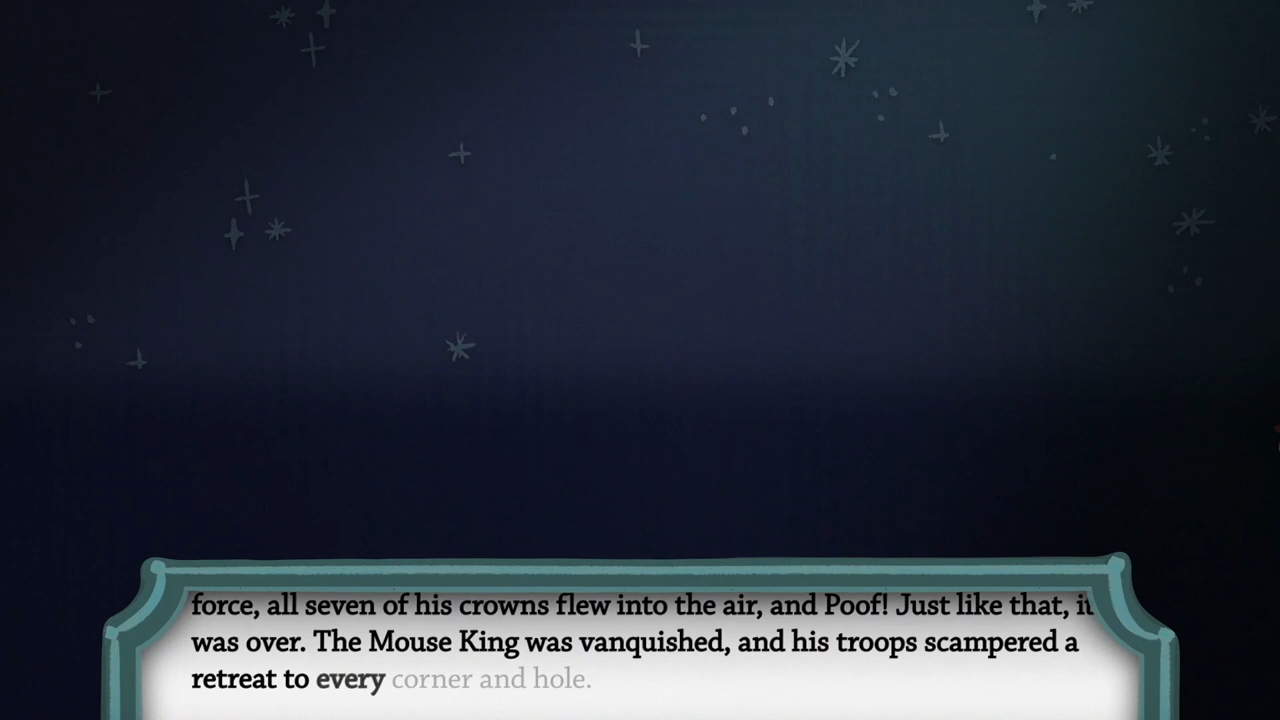 force, all seven of his crowns flew into the air, and Poof! Just like that, it
was over. The Mouse King was vanquished, and his troops scampered a
retreat to every corner and hole.